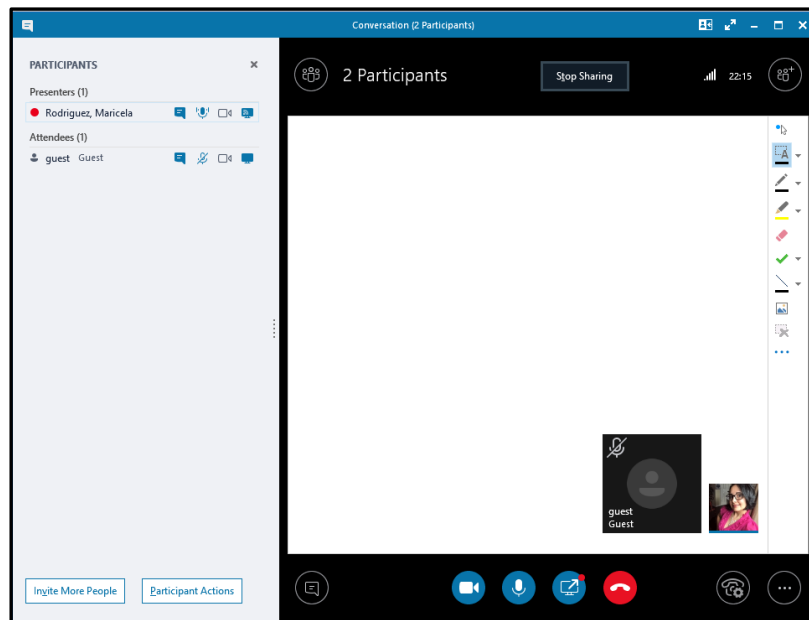 Conversation (2 Participants)
PARTICIPANTS
Presenters (1)
Rodriguez, Maricela
Attendees (1)
guest Guest
Invite More People
Participant Actions
2 Participants
Stop Sharing
22:15
A
guest
Guest